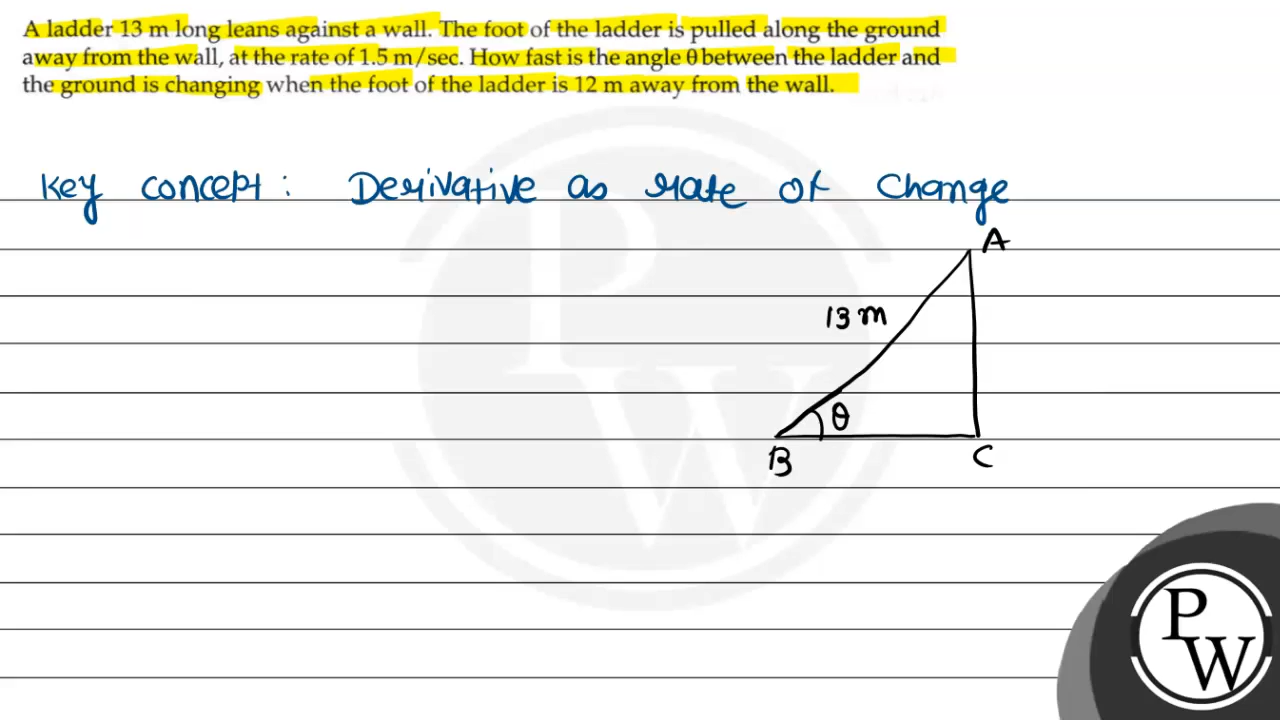 A ladder 13 m long leans against a wall. The foot of the ladder is pulled along the ground
away from the wall, at the rate of 1.5 m/sec. How fast is the angle θ between the ladder and
the ground is changing when the foot of the ladder is 12 m away from the wall.
Key concept: Derivative as rate of Change
A
13 m
θ
B
C
P
W
P
W